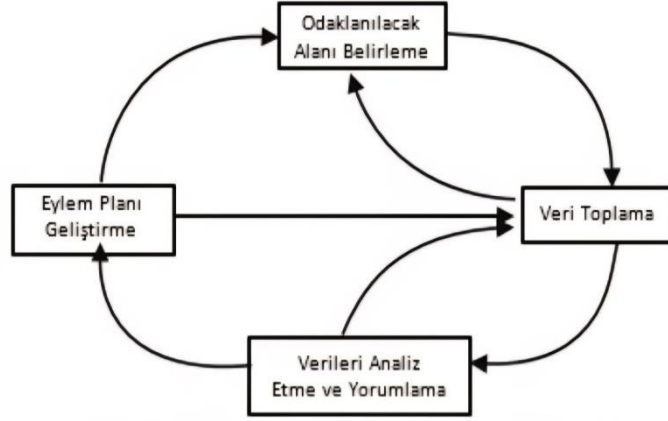 Odaklanılacak
Alanı Belirleme
Eylem Planı
Geliştirme
Veri Toplama
Verileri Analiz
Etme ve Yorumlama